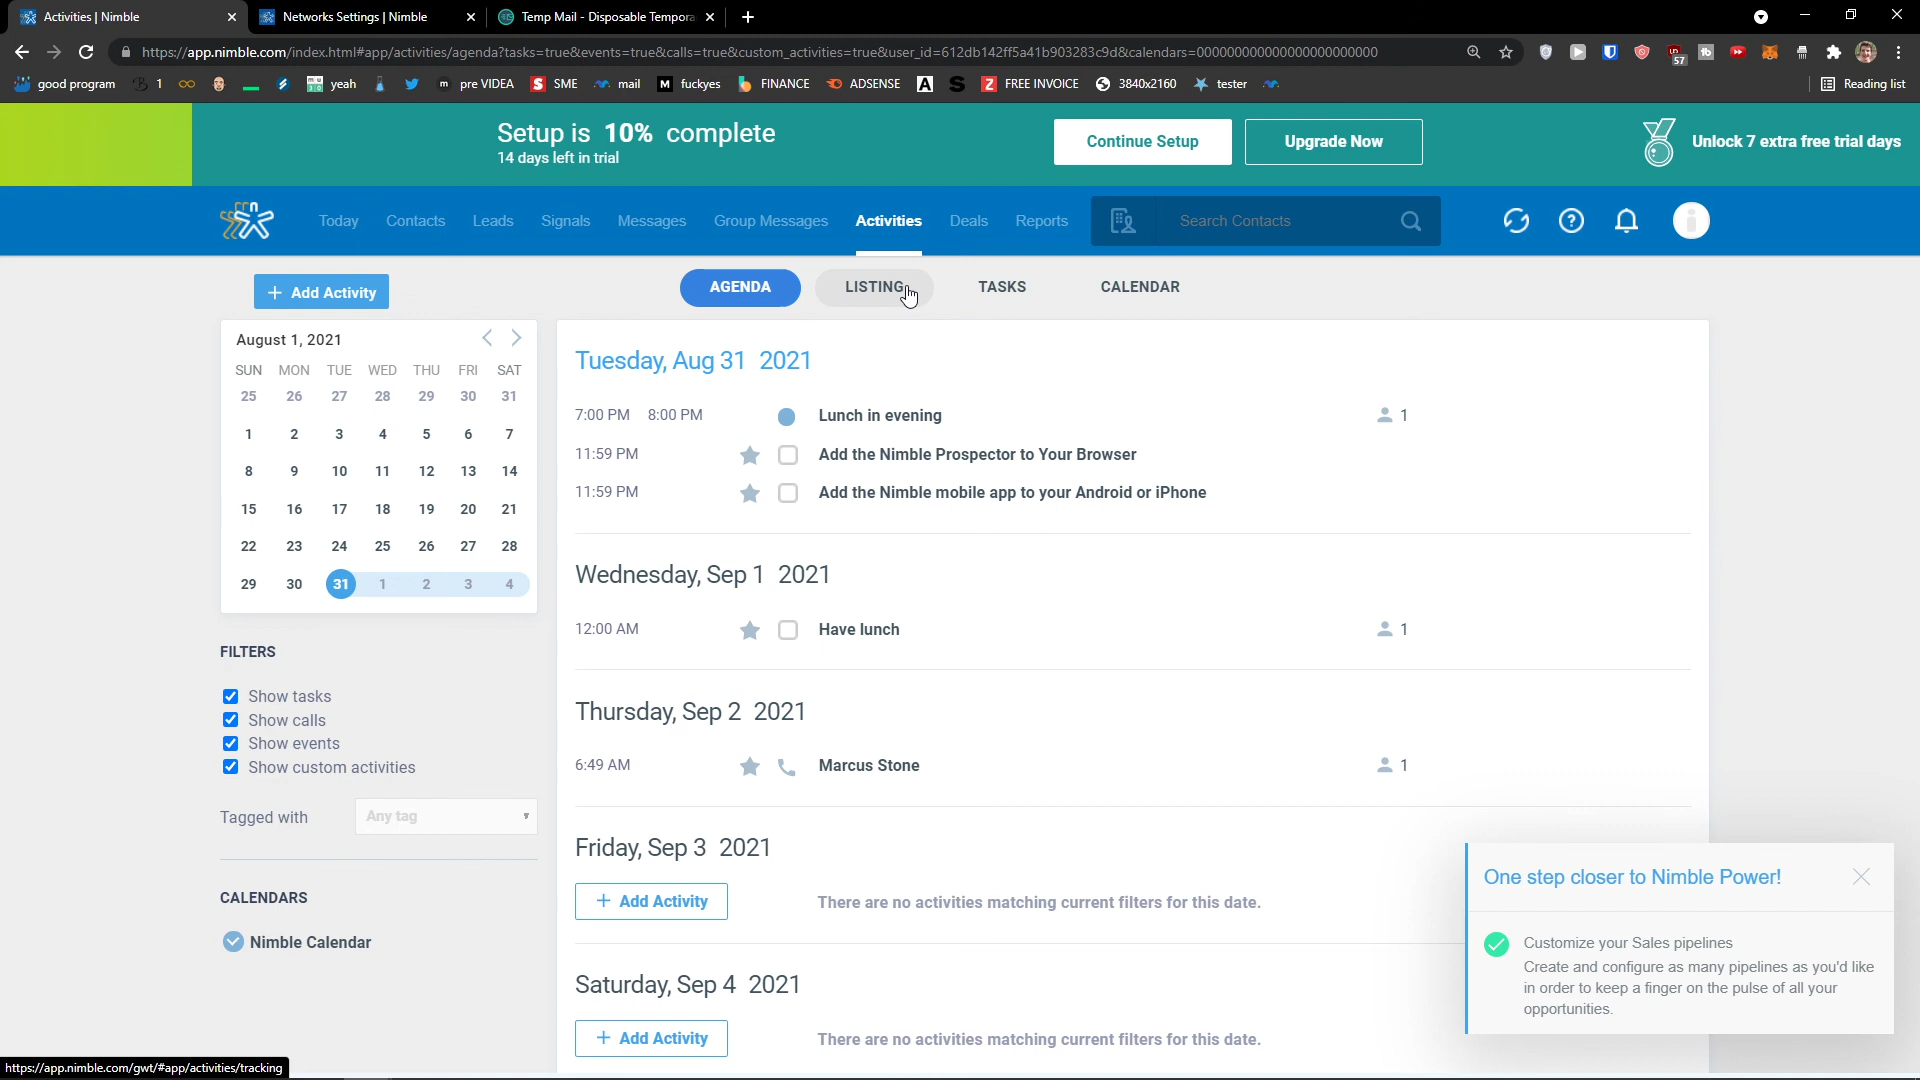 Activities | Nimble
Networks Settings | Nimble
Temp Mail - Disposable Tempora
https://app.nimble.com/index.html#app/activities/agenda?tasks=true&events=true&calls=true&custom_activities=true&user_id=612db142ff5a41b903283c9d&calendars=000000000000000000000000
57
good program
1
yeah
pre VIDEA
SME
mail
fuckyes
FINANCE
ADSENSE
FREE INVOICE
3840x2160
tester
Reading list
Setup is 10% complete
14 days left in trial
Continue Setup
Upgrade Now
Unlock 7 extra free trial days
Today
Contacts
Leads
Signals
Messages
Group Messages
Activities
Deals
Reports
Search Contacts
+ Add Activity
AGENDA
LISTING
TASKS
CALENDAR
August 1, 2021
SUN MON TUE WED THU FRI SAT
25 26 27 28 29 30 31
1 2 3 4 5 6 7
8 9 10 11 12 13 14
15 16 17 18 19 20 21
22 23 24 25 26 27 28
29 30 31 1 2 3 4
FILTERS
Show tasks
Show calls
Show events
Show custom activities
Tagged with
Any tag
CALENDARS
Nimble Calendar
Tuesday, Aug 31 2021
7:00 PM 8:00 PM Lunch in evening 1
11:59 PM Add the Nimble Prospector to Your Browser
11:59 PM Add the Nimble mobile app to your Android or iPhone
Wednesday, Sep 1 2021
12:00 AM Have lunch 1
Thursday, Sep 2 2021
6:49 AM Marcus Stone 1
Friday, Sep 3 2021
+ Add Activity There are no activities matching current filters for this date.
Saturday, Sep 4 2021
+ Add Activity There are no activities matching current filters for this date.
One step closer to Nimble Power!
Customize your Sales pipelines
Create and configure as many pipelines as you'd like
in order to keep a finger on the pulse of all your
opportunities.
https://app.nimble.com/gwt/#app/activities/tracking